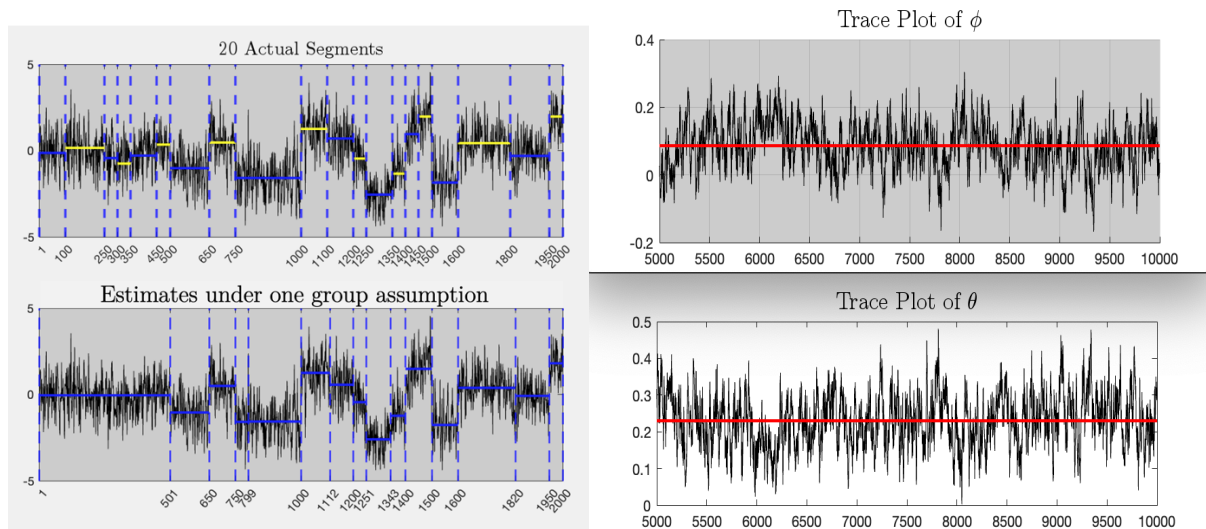 20 Actual Segments
5
0
-5
1 100 250 300 350 450 500 650 750 1000 1100 1200 1250 1350 1400 1450 1500 1600 1800 1950 2000
Estimates under one group assumption
5
0
-5
1 501 650 750 799 1000 1112 1200 1251 1343 1400 1500 1600 1820 1950 2000
Trace Plot of ϕ
0.4
0.2
0
-0.2
5000 5500 6000 6500 7000 7500 8000 8500 9000 9500 10000
Trace Plot of θ
0.5
0.4
0.3
0.2
0.1
0
5000 5500 6000 6500 7000 7500 8000 8500 9000 9500 10000